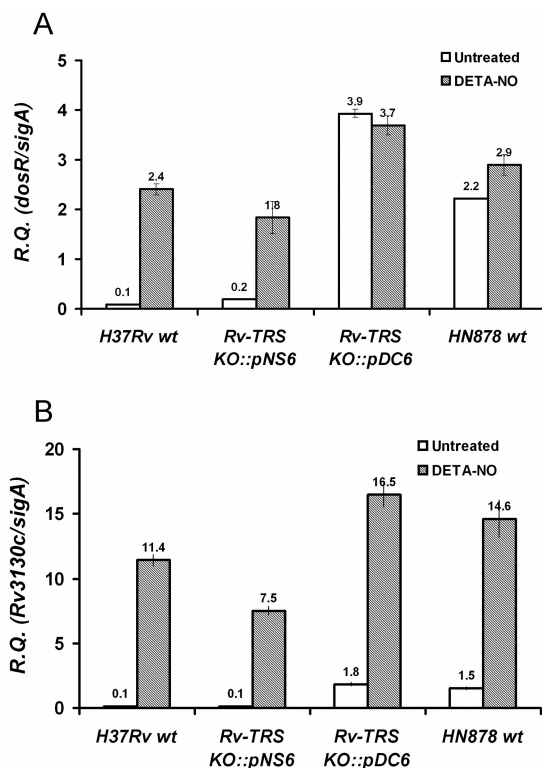 A
R.Q. (dosR/sigA)
5
4
3
2
1
0
Untreated
DETA-NO
0.1
2.4
0.2
1.8
3.9
3.7
2.2
2.9
H37Rv wt
Rv-TRS
KO::pNS6
Rv-TRS
KO::pDC6
HN878 wt
B
R.Q. (Rv3130c/sigA)
20
15
10
5
0
Untreated
DETA-NO
0.1
11.4
0.1
7.5
1.8
16.5
1.5
14.6
H37Rv wt
Rv-TRS
KO::pNS6
Rv-TRS
KO::pDC6
HN878 wt